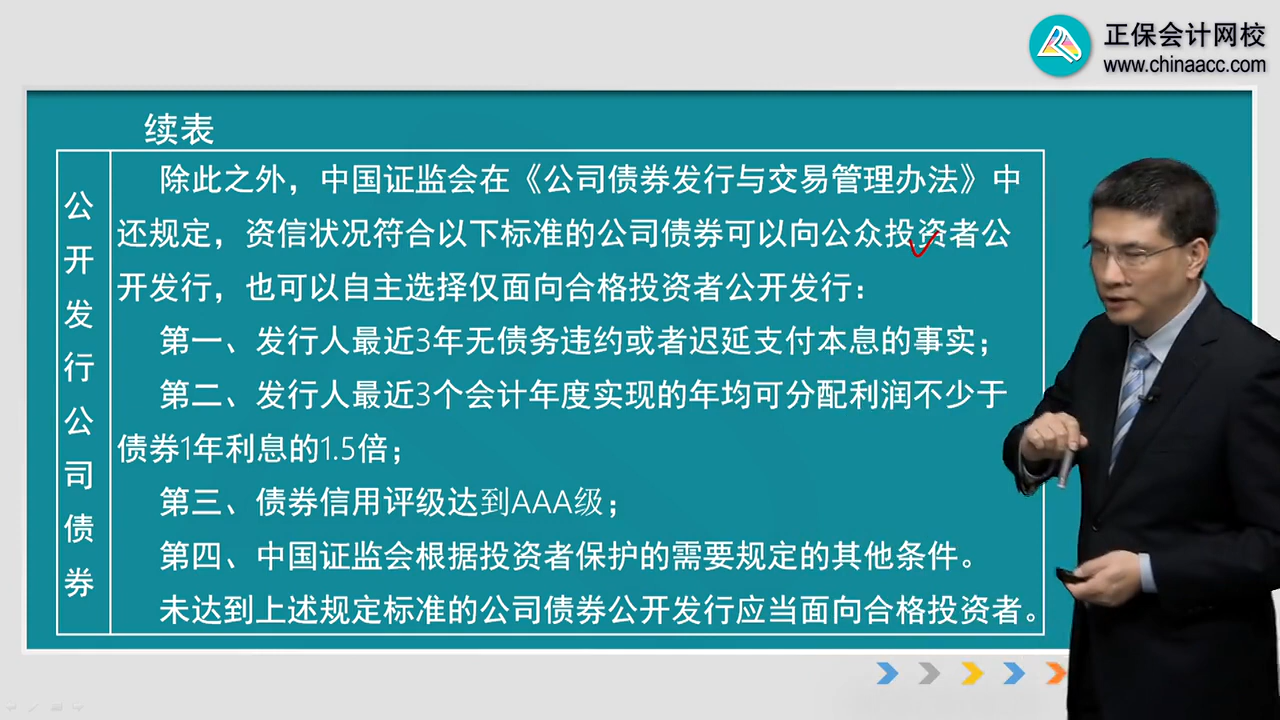 正保会计网校
www.chinaacc.com
续表
公开发行公司债券
除此之外，中国证监会在《公司债券发行与交易管理办法》中
还规定，资信状况符合以下标准的公司债券可以向公众投资者公
开发行，也可以自主选择仅面向合格投资者公开发行：
第一、发行人最近3年无债务违约或者迟延支付本息的事实；
第二、发行人最近3个会计年度实现的年均可分配利润不少于
债券1年利息的1.5倍；
第三、债券信用评级达到AAA级；
第四、中国证监会根据投资者保护的需要规定的其他条件。
未达到上述规定标准的公司债券公开发行应当面向合格投资者。